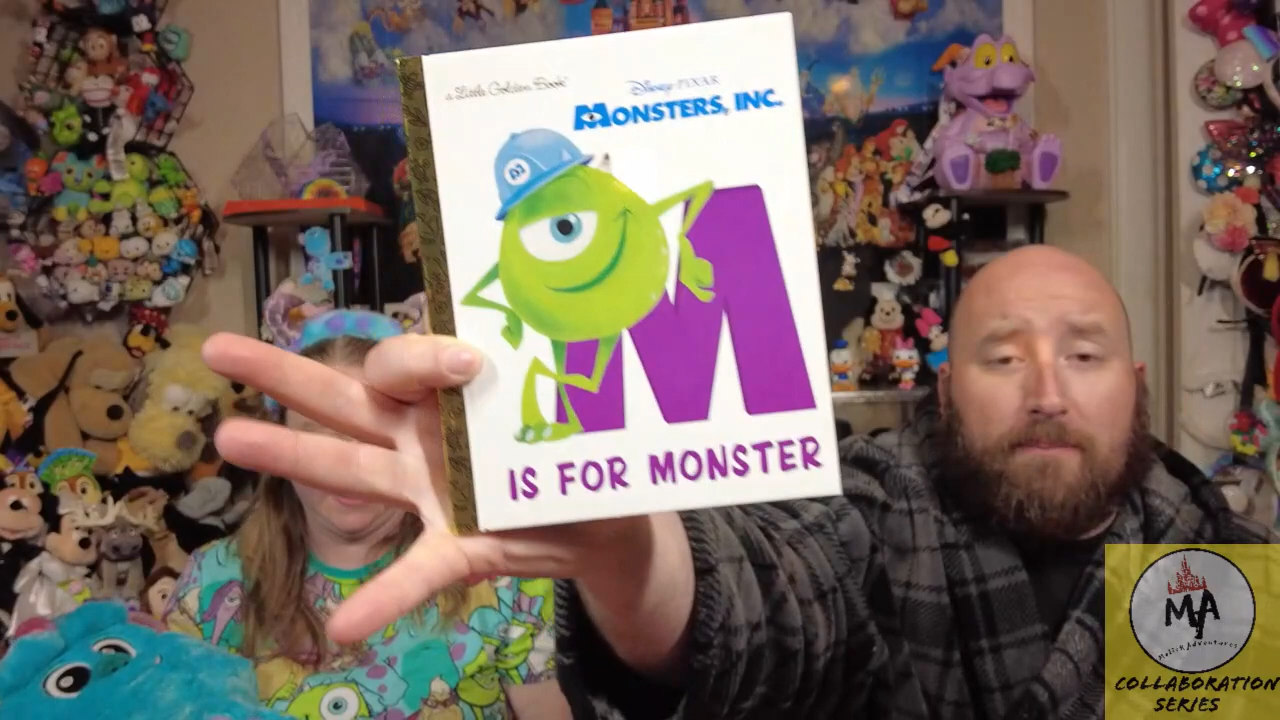 a Little Golden Book
Disney·PIXAR
MONSTERS, INC.
M
IS FOR MONSTER
MA
COLLABORATION
SERIES